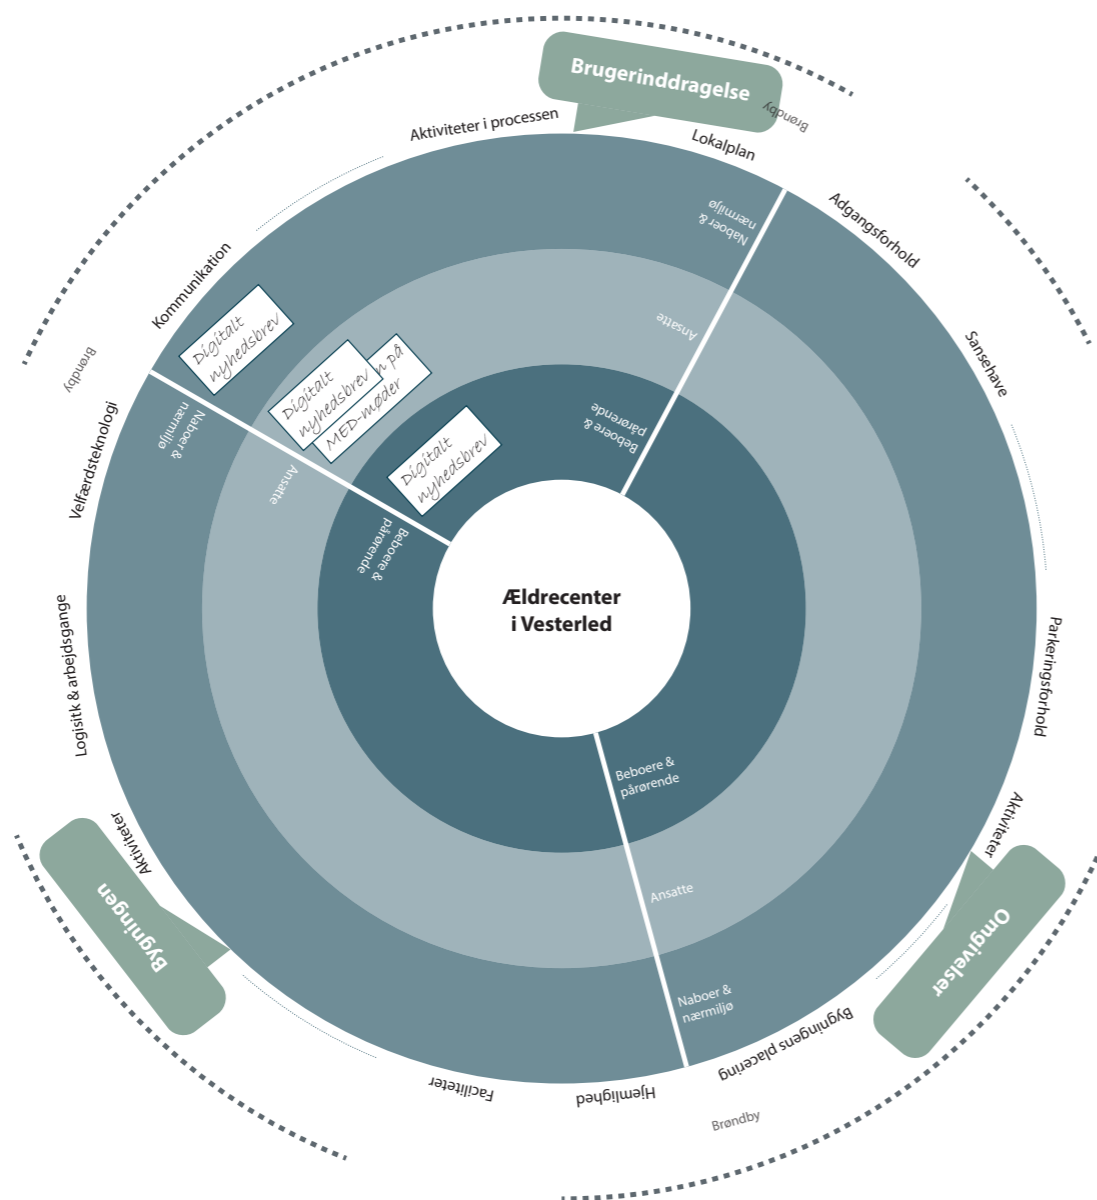 Brugerinddragelse
Brøndby
Aktiviteter i processen
Lokalplan
Naboer &
nærmiljø
Adgangsforhold
Kommunikation
Sansehave
Digitalt
nyhedsbrev
Ansatte
Digitalt
nyhedsbrev
n på
MED-møder
Brøndby
Digitalt
nyhedsbrev
Beboere &
pårørende
Velfærdsteknologi
Naboer &
nærmiljø
Ansatte
Beboere &
pårørende
Ældrecenter
i Vesterled
Logisitk & arbejdsgange
Parkeringsforhold
Beboere &
pårørende
Aktiviteter
Aktiviteter
Ansatte
Bygningen
Omgivelser
Naboer &
nærmiljø
Bygningens placering
Faciliteter
Hjemlighed
Brøndby